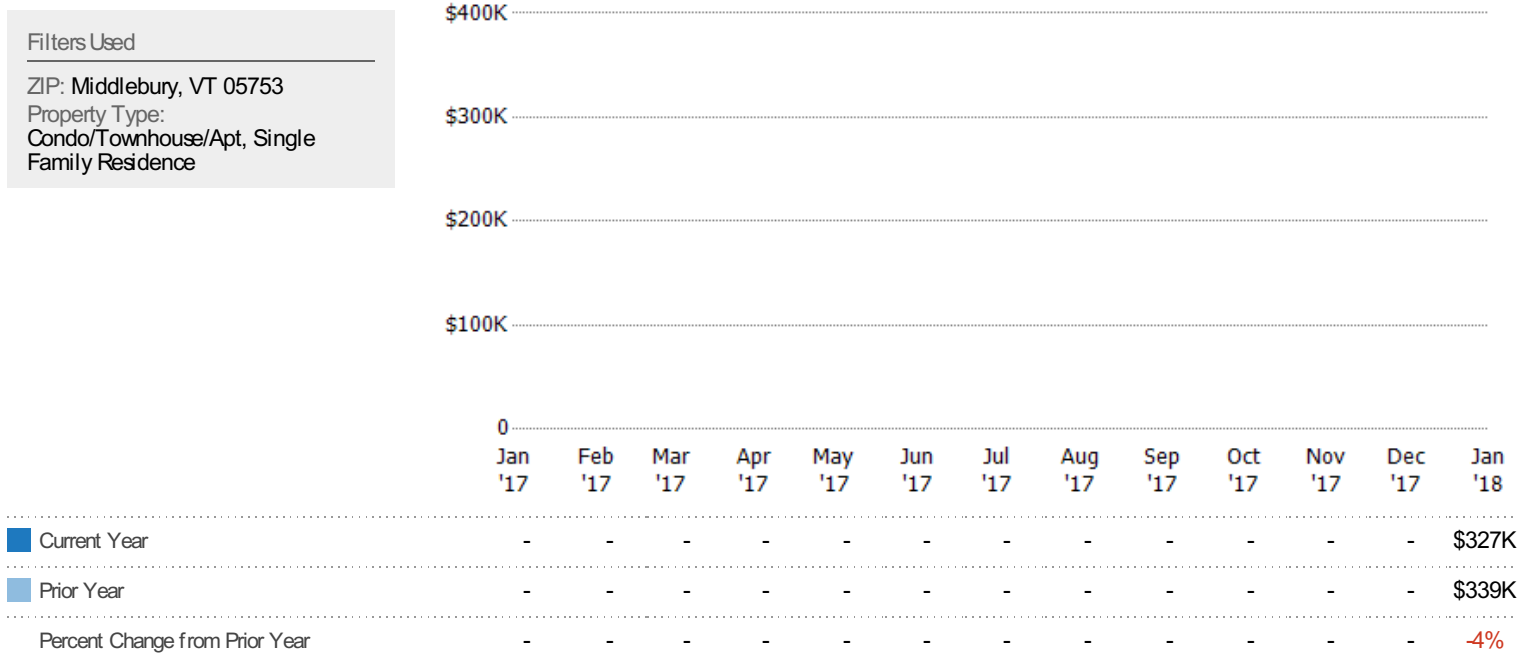 Filters Used
ZIP: Middlebury, VT 05753
Property Type:
Condo/Townhouse/Apt, Single
Family Residence
$400K
$300K
$200K
$100K
0
Jan Feb Mar Apr May Jun Jul Aug Sep Oct Nov Dec Jan
'17 '17 '17 '17 '17 '17 '17 '17 '17 '17 '17 '17 '18
Current Year - - - - - - - - - - - - $327K
Prior Year - - - - - - - - - - - - $339K
Percent Change from Prior Year - - - - - - - - - - - - -4%